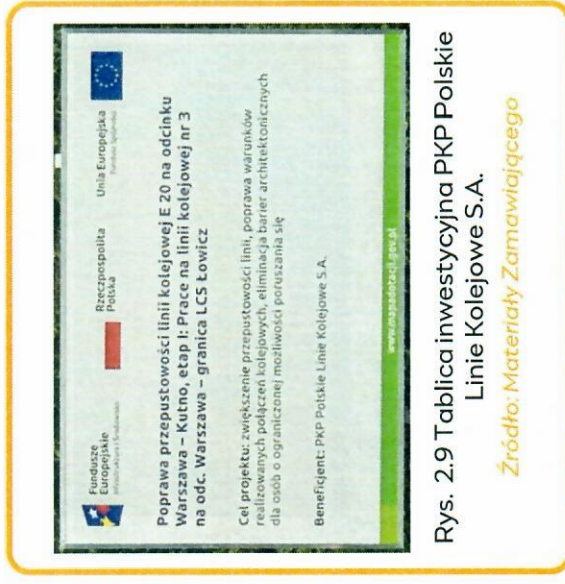 Fundusze
Europejskie
Infrastruktura i Środowisko
Rzeczpospolita
Polska
Unia Europejska
Fundusz Spójności
Poprawa przepustowości linii kolejowej E 20 na odcinku
Warszawa – Kutno, etap I: Prace na linii kolejowej nr 3
na odc. Warszawa – granica LCS Łowicz
Cel projektu: zwiększenie przepustowości linii, poprawa warunków
realizowanych połączeń kolejowych, eliminacja barier architektonicznych
dla osób o ograniczonej możliwości poruszania się
Beneficjent: PKP Polskie Linie Kolejowe S.A.
www.mapadotacji.gov.pl
Rys. 2.9 Tablica inwestycyjna PKP Polskie
Linie Kolejowe S.A.
Źródło: Materiały Zamawiającego